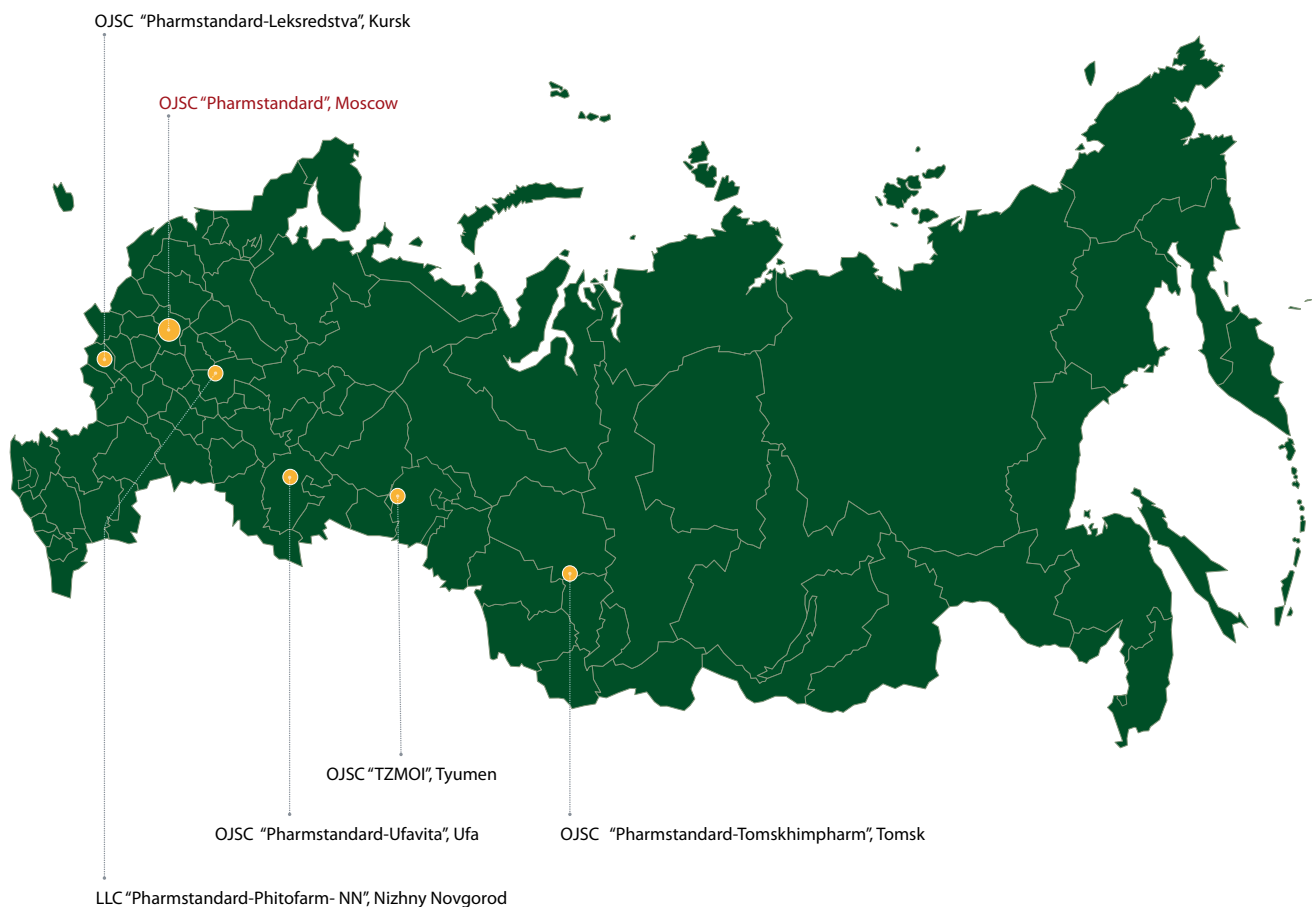 OJSC “Pharmstandard-Leksredstva”, Kursk
OJSC “Pharmstandard”, Moscow
OJSC “TZMOI”, Tyumen
OJSC “Pharmstandard-Ufavita”, Ufa
OJSC “Pharmstandard-Tomskhimpharm”, Tomsk
LLC “Pharmstandard-Phitofarm- NN”, Nizhny Novgorod